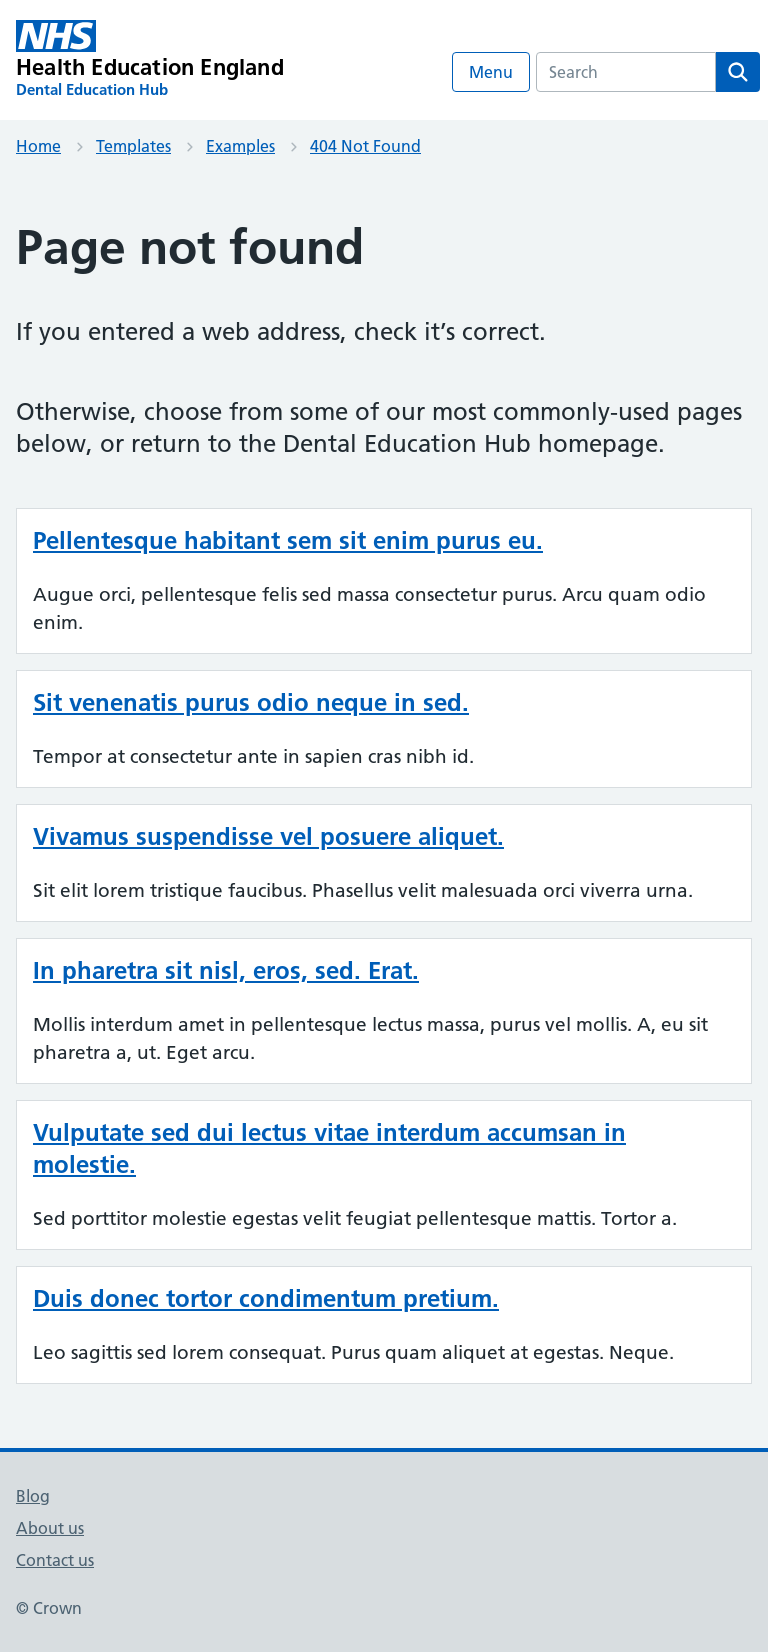 NHS
Health Education England
Dental Education Hub
Menu
Search
Home
Templates
Examples
404 Not Found
Page not found
If you entered a web address, check it’s correct.
Otherwise, choose from some of our most commonly-used pages
below, or return to the Dental Education Hub homepage.
Pellentesque habitant sem sit enim purus eu.
Augue orci, pellentesque felis sed massa consectetur purus. Arcu quam odio
enim.
Sit venenatis purus odio neque in sed.
Tempor at consectetur ante in sapien cras nibh id.
Vivamus suspendisse vel posuere aliquet.
Sit elit lorem tristique faucibus. Phasellus velit malesuada orci viverra urna.
In pharetra sit nisl, eros, sed. Erat.
Mollis interdum amet in pellentesque lectus massa, purus vel mollis. A, eu sit
pharetra a, ut. Eget arcu.
Vulputate sed dui lectus vitae interdum accumsan in
molestie.
Sed porttitor molestie egestas velit feugiat pellentesque mattis. Tortor a.
Duis donec tortor condimentum pretium.
Leo sagittis sed lorem consequat. Purus quam aliquet at egestas. Neque.
Blog
About us
Contact us
© Crown